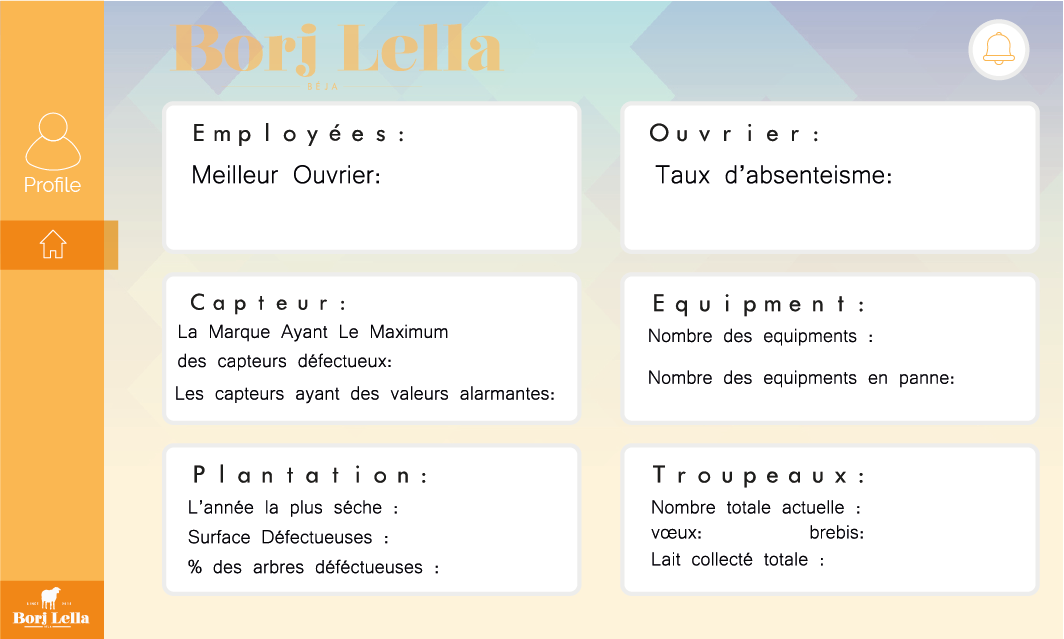 Borj Lella
BEJA
Profile
Employées:
Meilleur Ouvrier:
Ouvrier:
Taux d'absenteisme:
Capteur:
La Marque Ayant Le Maximum
des capteurs défectueux:
Les capteurs ayant des valeurs alarmantes:
Equipment:
Nombre des equipments :
Nombre des equipments en panne:
Plantation:
L'année la plus séche :
Surface Défectueuses :
% des arbres déféctueuses :
Troupeaux:
Nombre totale actuelle :
vœux: brebis:
Lait collecté totale :
Borj Lella